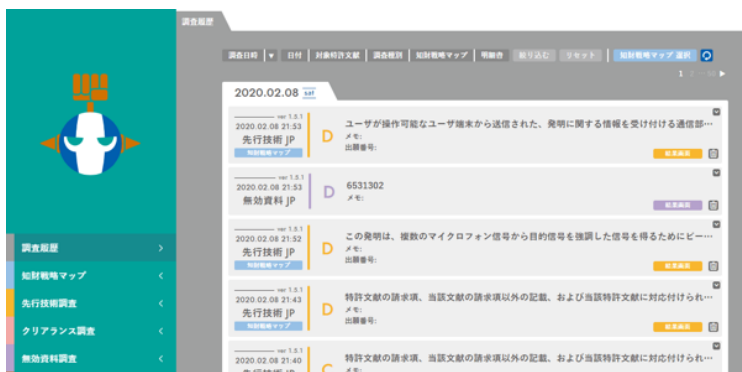 調査履歴
調査日時 ▼ 日付 対象特許文献 調査種別 知財戦略マップ 明細書 絞り込む リセット 知財戦略マップ 選択
1 2 … 10 ▶
2020.02.08 sat
ver 1.5.1
2020.02.08 21:53
先行技術 JP
知財戦略マップ
D
ユーザが操作可能なユーザ端末から送信された、発明に関する情報を受け付ける通信部…
メモ:
出願番号:
結果画面
ver 1.5.1
2020.02.08 21:53
無効資料 JP
D
6531302
メモ:
結果画面
ver 1.5.1
2020.02.08 21:52
先行技術 JP
知財戦略マップ
D
この発明は、複数のマイクロフォン信号から目的信号を強調した信号を得るためにビー…
メモ:
出願番号:
結果画面
ver 1.5.1
2020.02.08 21:43
先行技術 JP
知財戦略マップ
D
特許文献の請求項、当該文献の請求項以外の記載、および当該特許文献に対応付けられ…
メモ:
出願番号:
結果画面
ver 1.5.1
2020.02.08 21:40
先行技術 JP
C
特許文献の請求項、当該文献の請求項以外の記載、および当該特許文献に対応付けられ…
メモ:
調査履歴
知財戦略マップ
先行技術調査
クリアランス調査
無効資料調査